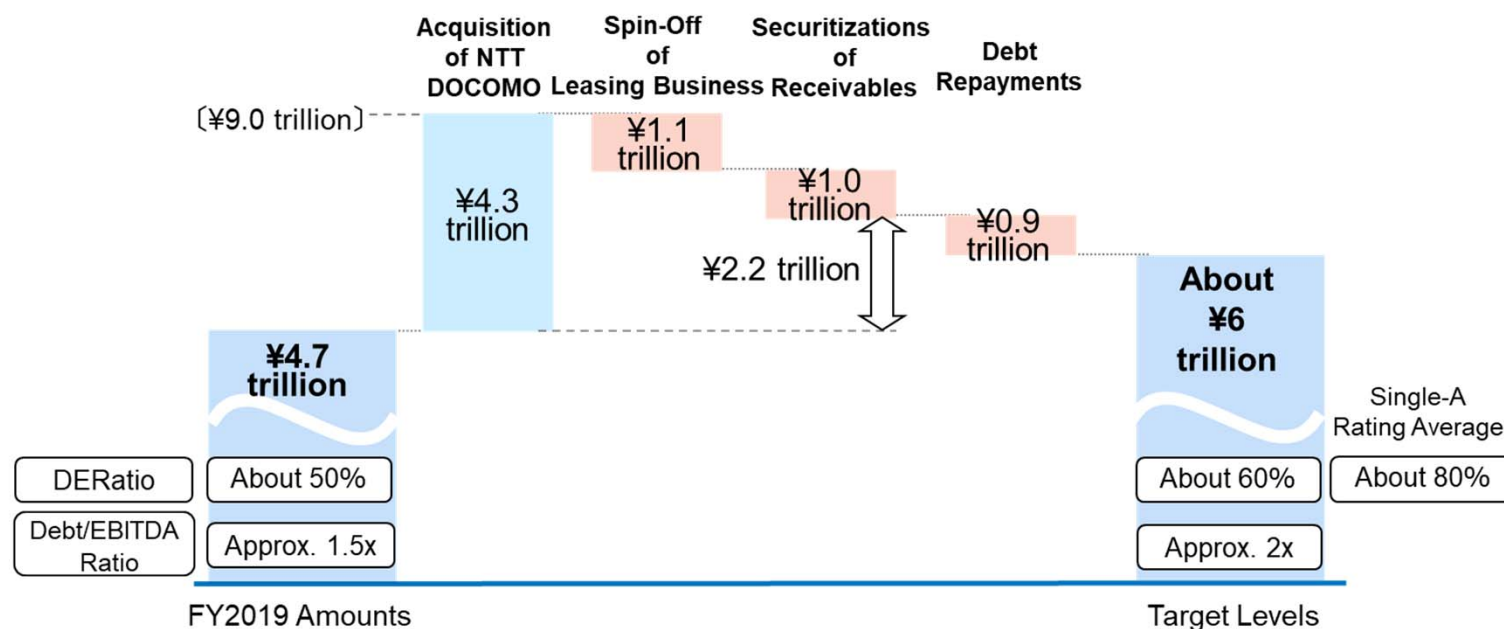 Acquisition
of NTT
DOCOMO
Spin-Off
of
Leasing Business
Securitizations
of
Receivables
Debt
Repayments
〔¥9.0 trillion〕
¥4.3
trillion
¥1.1
trillion
¥1.0
trillion
¥0.9
trillion
¥2.2 trillion
¥4.7
trillion
About
¥6
trillion
Single-A
Rating Average
DERatio
About 50%
About 60%
About 80%
Debt/EBITDA
Ratio
Approx. 1.5x
Approx. 2x
FY2019 Amounts
Target Levels